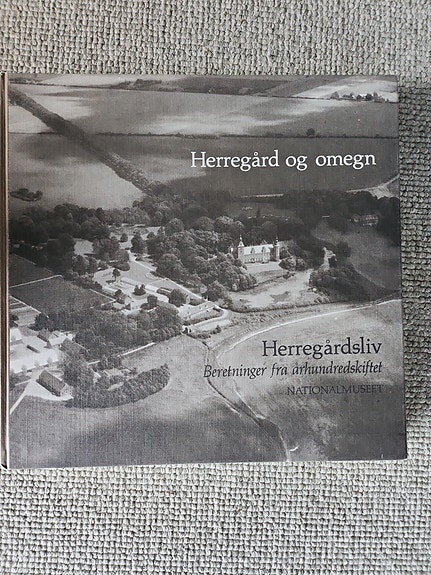 Herregård og omegn
Herregårdsliv
Beretninger fra århundredskiftet
NATIONALMUSEET